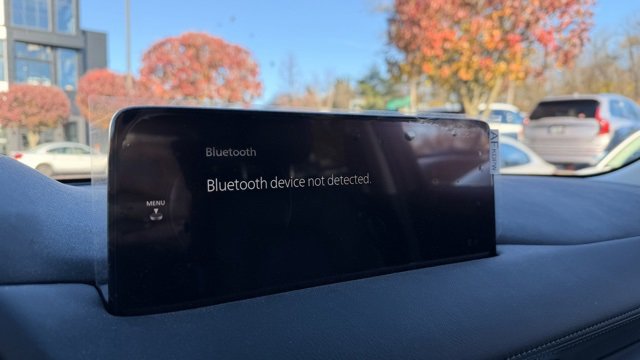 Bluetooth
Bluetooth device not detected.
MENU